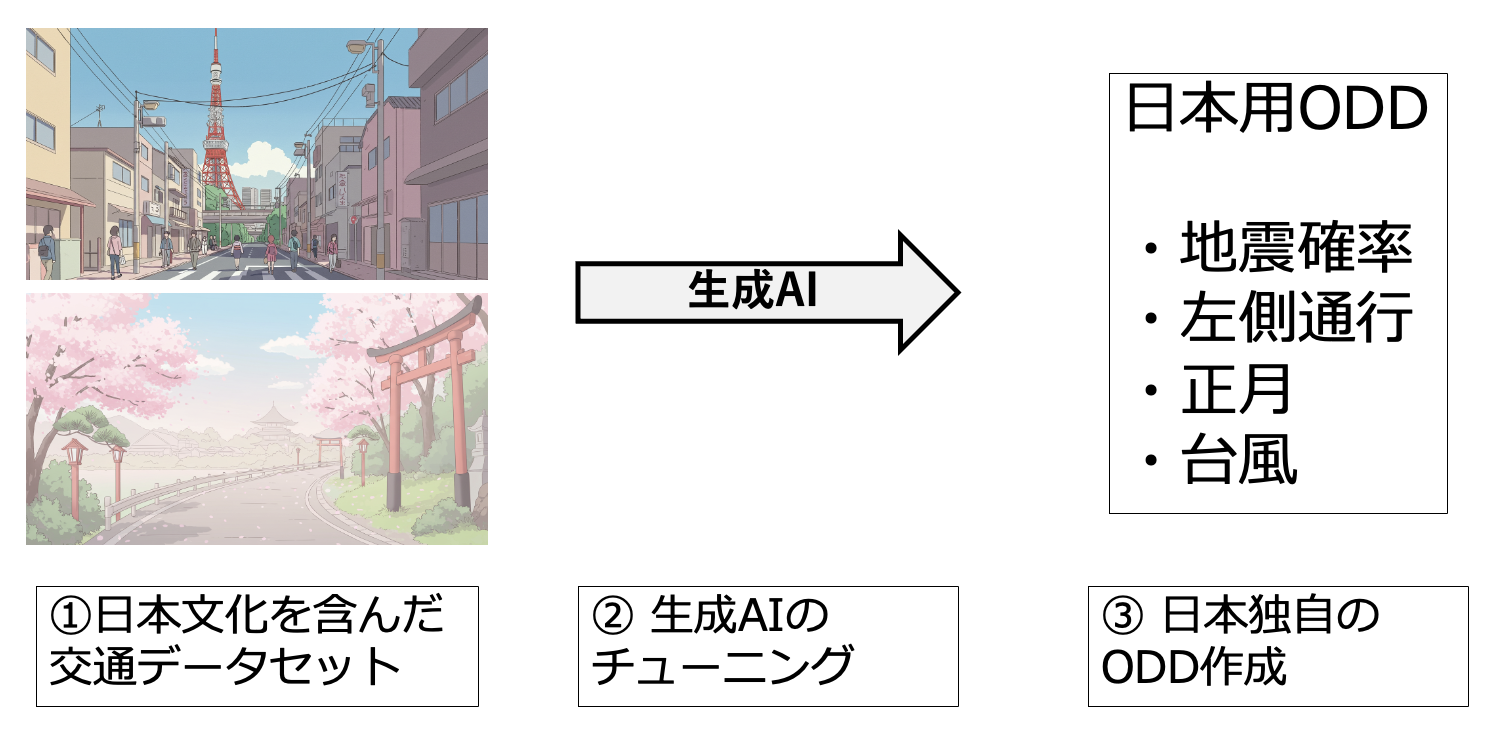 日本用ODD
・地震確率
・左側通行
・正月
・台風
生成AI
①日本文化を含んだ
交通データセット
② 生成AIの
チューニング
③ 日本独自の
ODD作成